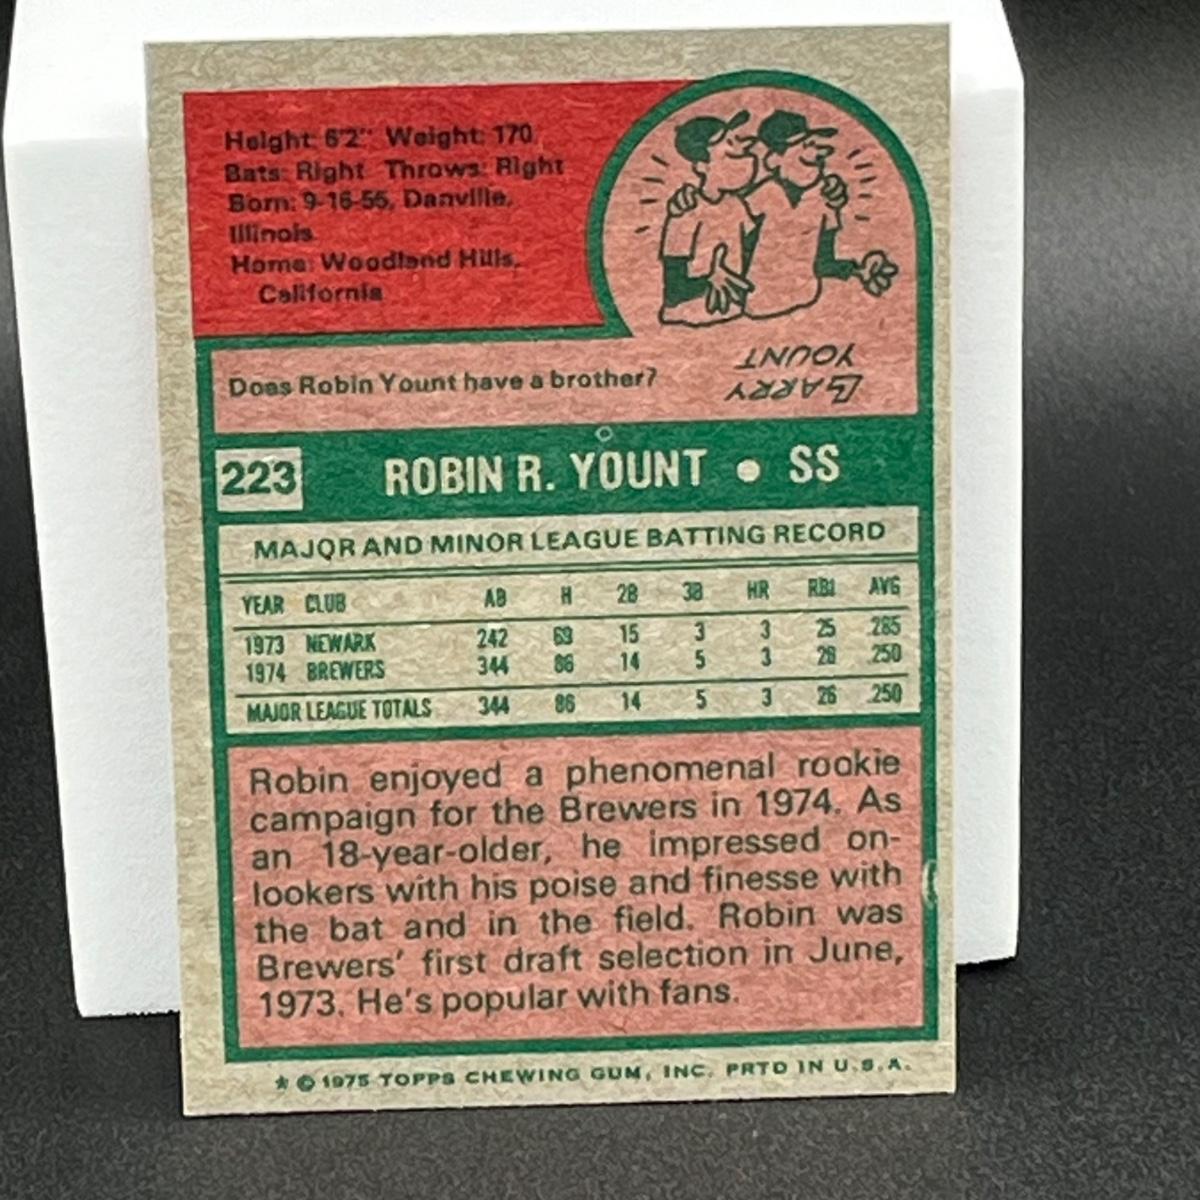 Height: 6'2" Weight: 170
Bats: Right Throws: Right
Born: 9-16-55, Danville,
Illinois
Home: Woodland Hills,
California
Does Robin Yount have a brother?
LARRY
YOUNT
223 ROBIN R. YOUNT • SS
MAJOR AND MINOR LEAGUE BATTING RECORD
YEAR CLUB AB H 2B 3B HR RBI AVG
1973 NEWARK 242 69 15 3 3 25 .285
1974 BREWERS 344 86 14 5 3 26 .250
MAJOR LEAGUE TOTALS 344 86 14 5 3 26 .250
Robin enjoyed a phenomenal rookie
campaign for the Brewers in 1974. As
an 18-year-older, he impressed on-
lookers with his poise and finesse with
the bat and in the field. Robin was
Brewers' first draft selection in June,
1973. He's popular with fans.
* © 1975 TOPPS CHEWING GUM, INC. PRTD IN U.S.A.